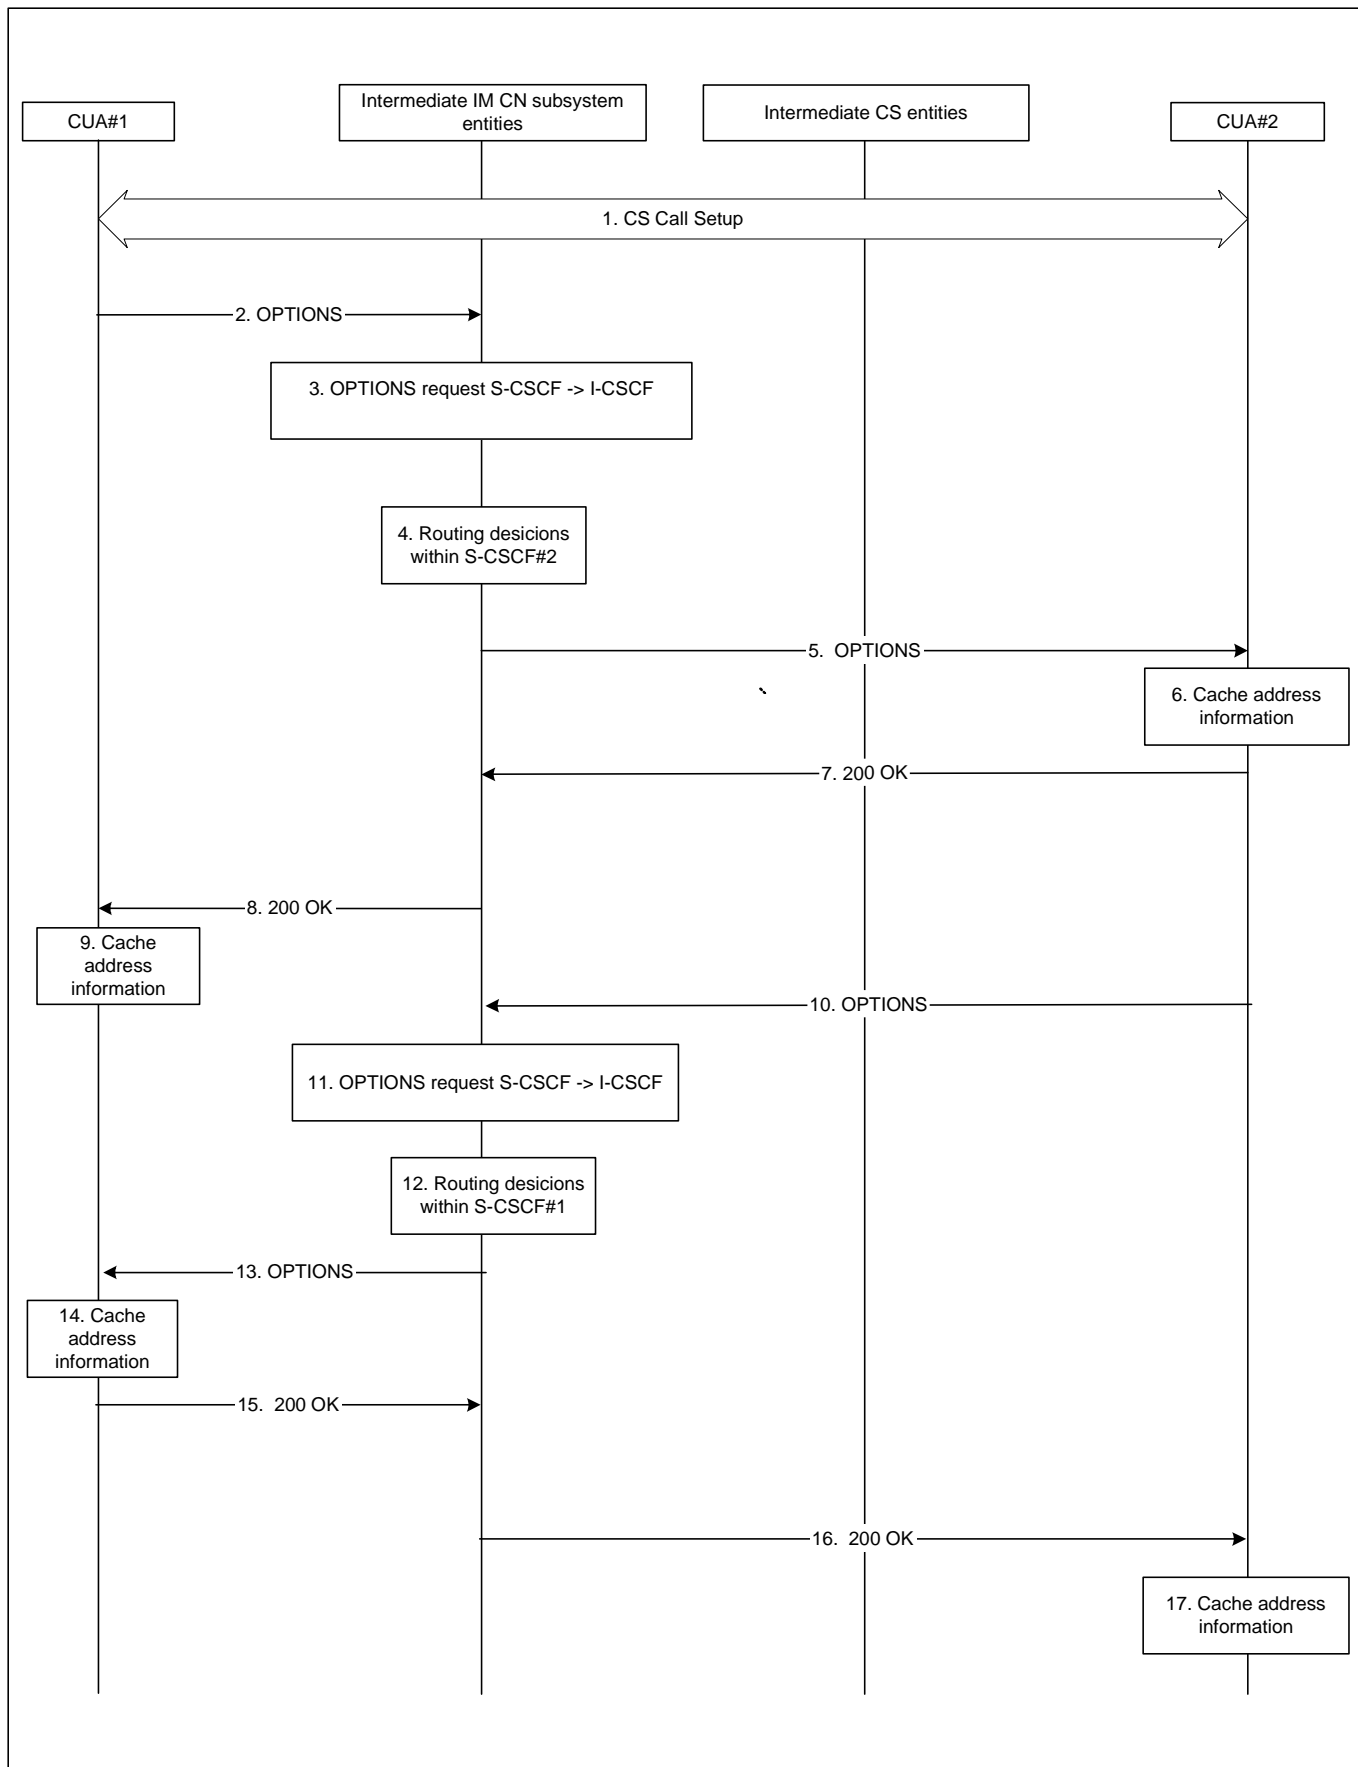 CUA#1
Intermediate IM CN subsystem
entities
Intermediate CS entities
CUA#2
1. CS Call Setup
2. OPTIONS
3. OPTIONS request S-CSCF -> I-CSCF
4. Routing desicions
within S-CSCF#2
5. OPTIONS
6. Cache address
information
7. 200 OK
8. 200 OK
9. Cache
address
information
10. OPTIONS
11. OPTIONS request S-CSCF -> I-CSCF
12. Routing desicions
within S-CSCF#1
13. OPTIONS
14. Cache
address
information
15. 200 OK
16. 200 OK
17. Cache address
information